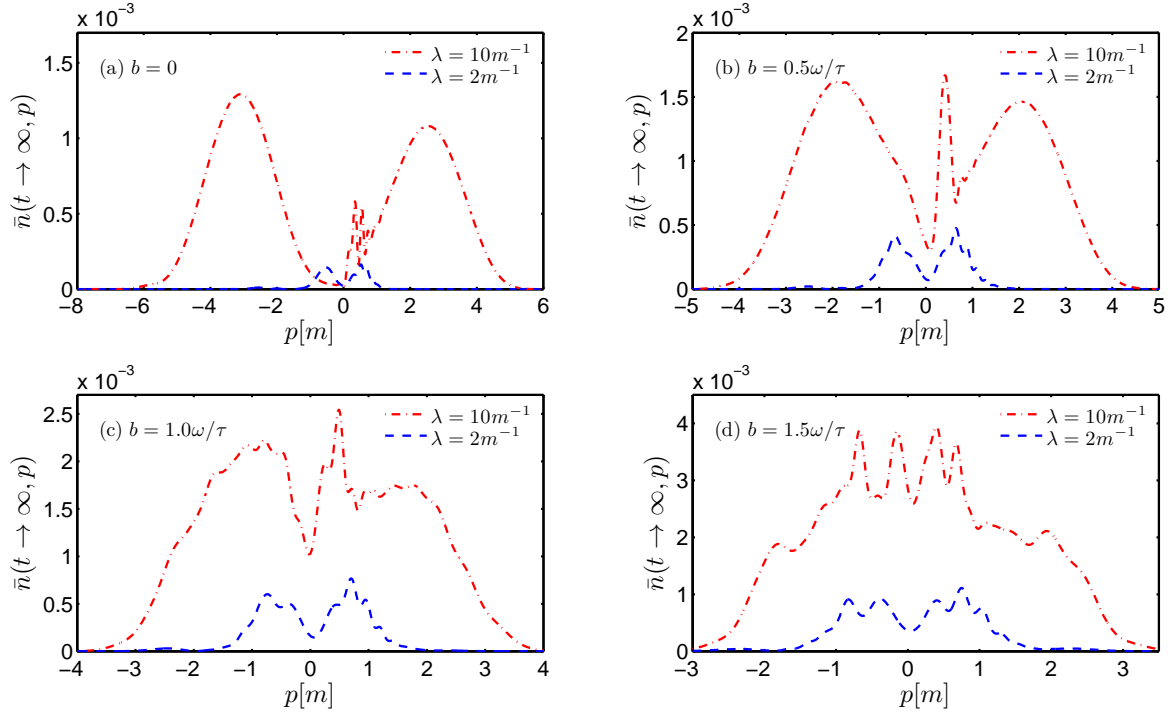 x 10⁻³
(a) b = 0
λ = 10m⁻¹
λ = 2m⁻¹
1.5
1
0.5
0
n̄(t → ∞, p)
−8 −6 −4 −2 0 2 4 6
p[m]
x 10⁻³
(b) b = 0.5ω/τ
λ = 10m⁻¹
λ = 2m⁻¹
2
1.5
1
0.5
0
n̄(t → ∞, p)
−5 −4 −3 −2 −1 0 1 2 3 4 5
p[m]
x 10⁻³
(c) b = 1.0ω/τ
λ = 10m⁻¹
λ = 2m⁻¹
2.5
2
1.5
1
0.5
0
n̄(t → ∞, p)
−4 −3 −2 −1 0 1 2 3 4
p[m]
x 10⁻³
(d) b = 1.5ω/τ
λ = 10m⁻¹
λ = 2m⁻¹
4
3
2
1
0
n̄(t → ∞, p)
−3 −2 −1 0 1 2 3
p[m]